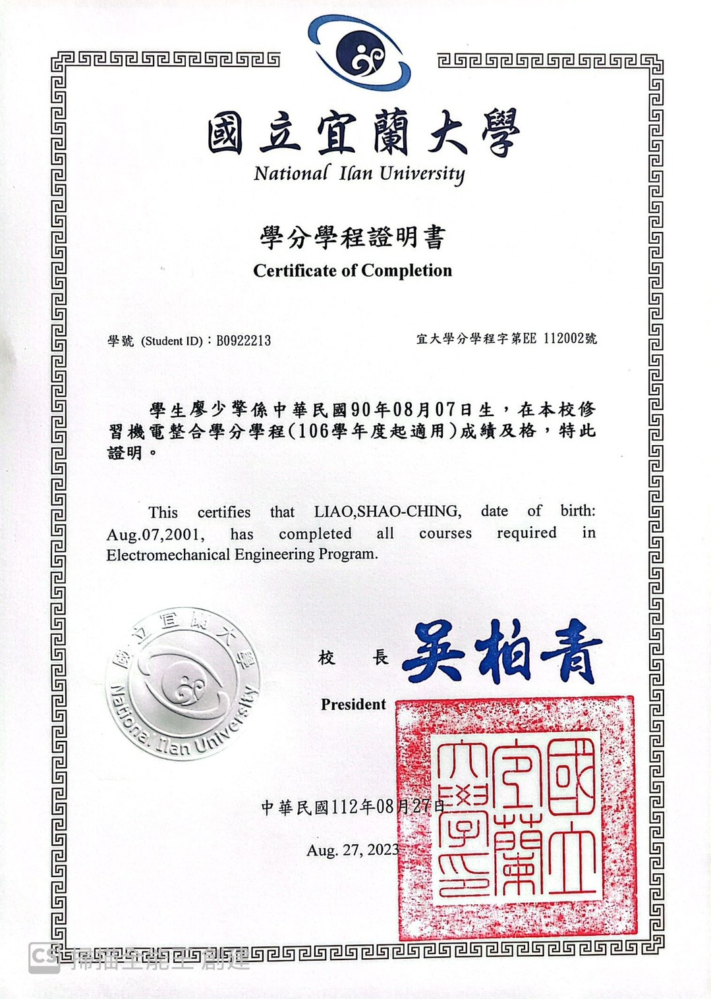 國立宜蘭大學
National Ilan University
學分學程證明書
Certificate of Completion
學號 (Student ID)：B0922213
宜大學分學程字第EE 112002號
學生廖少擎係中華民國90年08月07日生，在本校修
習機電整合學分學程(106學年度起適用)成績及格，特此
證明。
This certifies that LIAO,SHAO-CHING, date of birth:
Aug.07,2001, has completed all courses required in
Electromechanical Engineering Program.
國立宜蘭大學
National Ilan University
校長 吳柏青
President
國立
宜蘭
大學印
中華民國112年08月27日
Aug. 27, 2023
CS 掃描全能王 創建